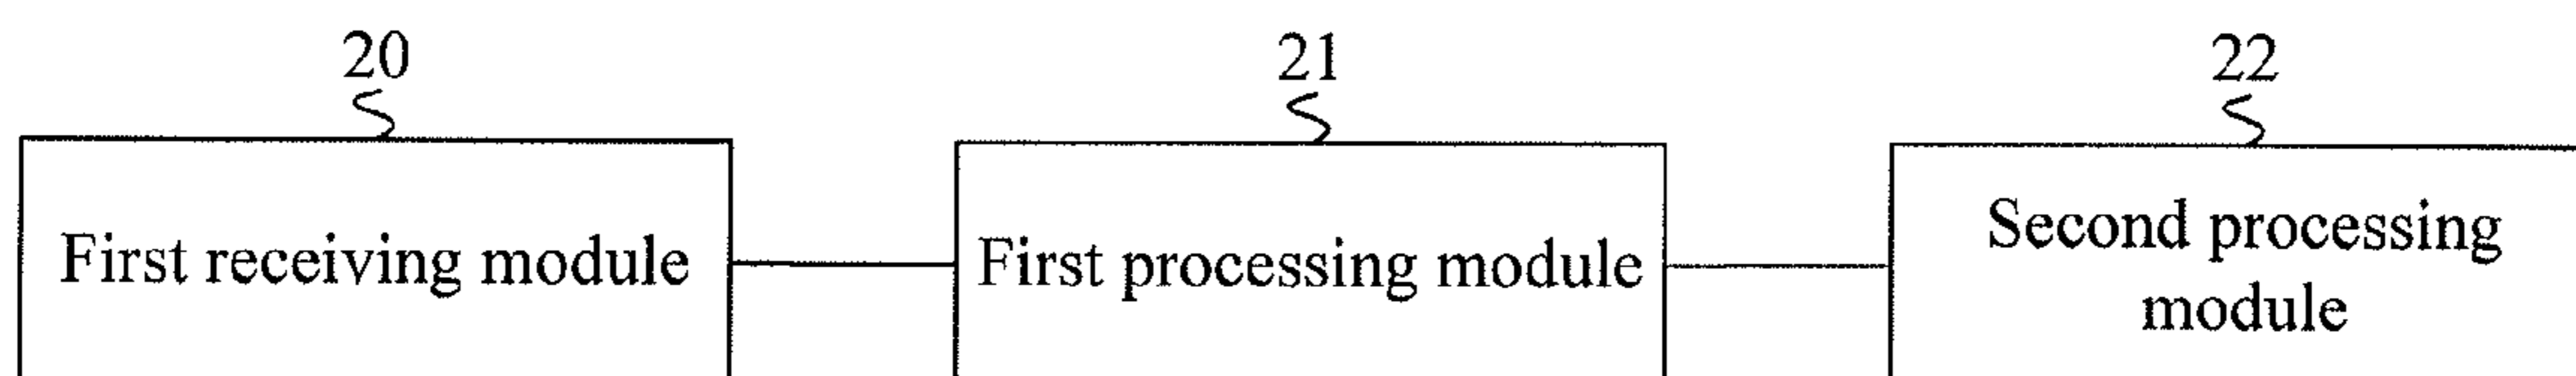 20
21
22
First receiving module
First processing module
Second processing
module